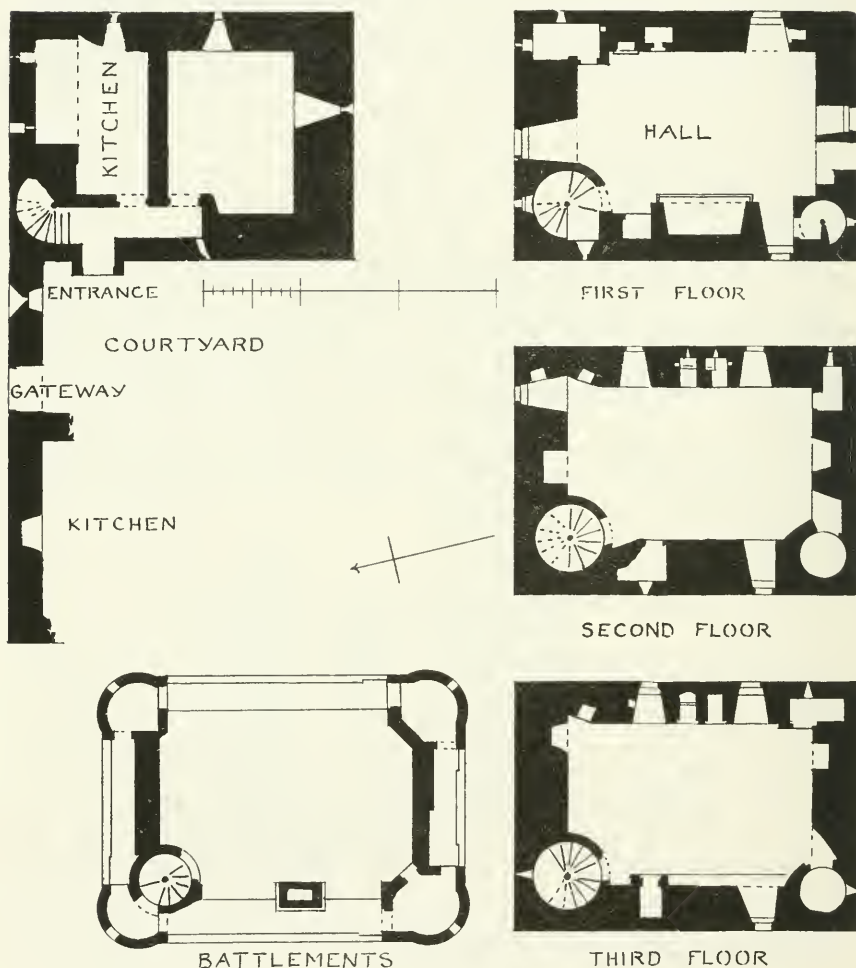 KITCHEN
HALL
ENTRANCE
FIRST FLOOR
COURTYARD
GATEWAY
KITCHEN
SECOND FLOOR
BATTLEMENTS
THIRD FLOOR